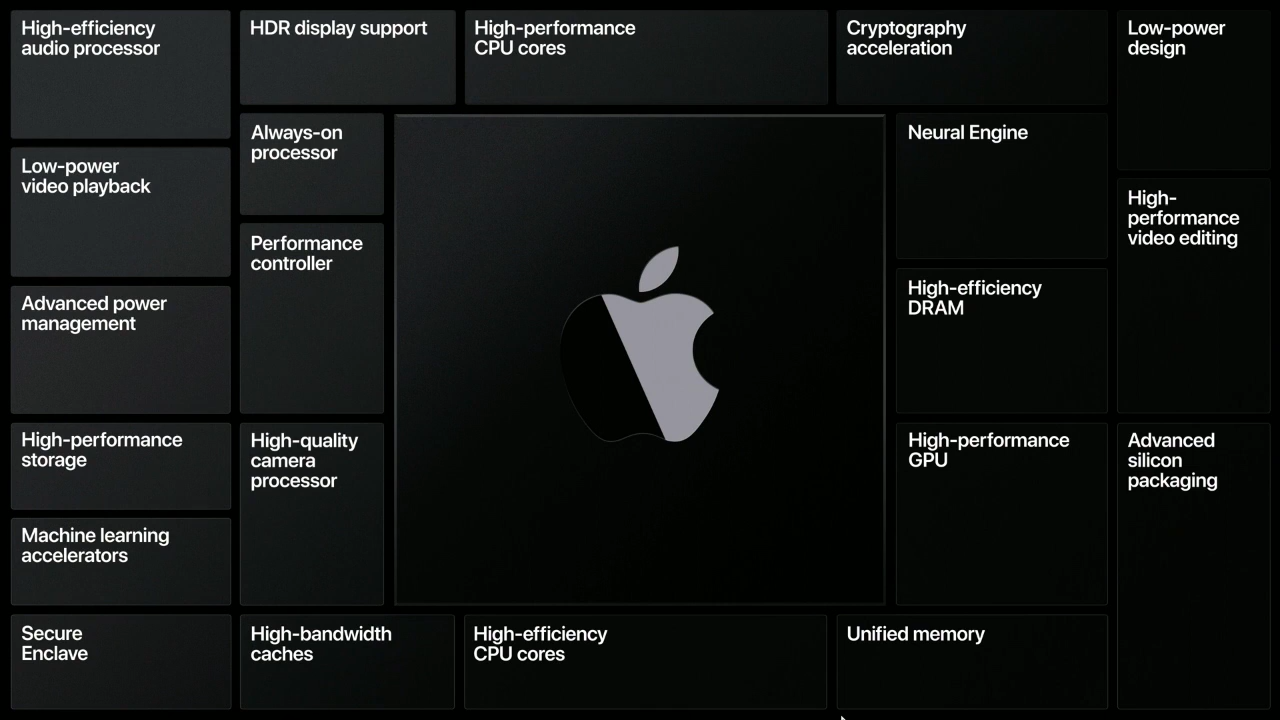 High-efficiency
audio processor
HDR display support
High-performance
CPU cores
Cryptography
acceleration
Low-power
design
Always-on
processor
Neural Engine
Low-power
video playback
High-
performance
video editing
Performance
controller
High-efficiency
DRAM
Advanced power
management
High-performance
storage
High-quality
camera
processor
High-performance
GPU
Advanced
silicon
packaging
Machine learning
accelerators
Secure
Enclave
High-bandwidth
caches
High-efficiency
CPU cores
Unified memory